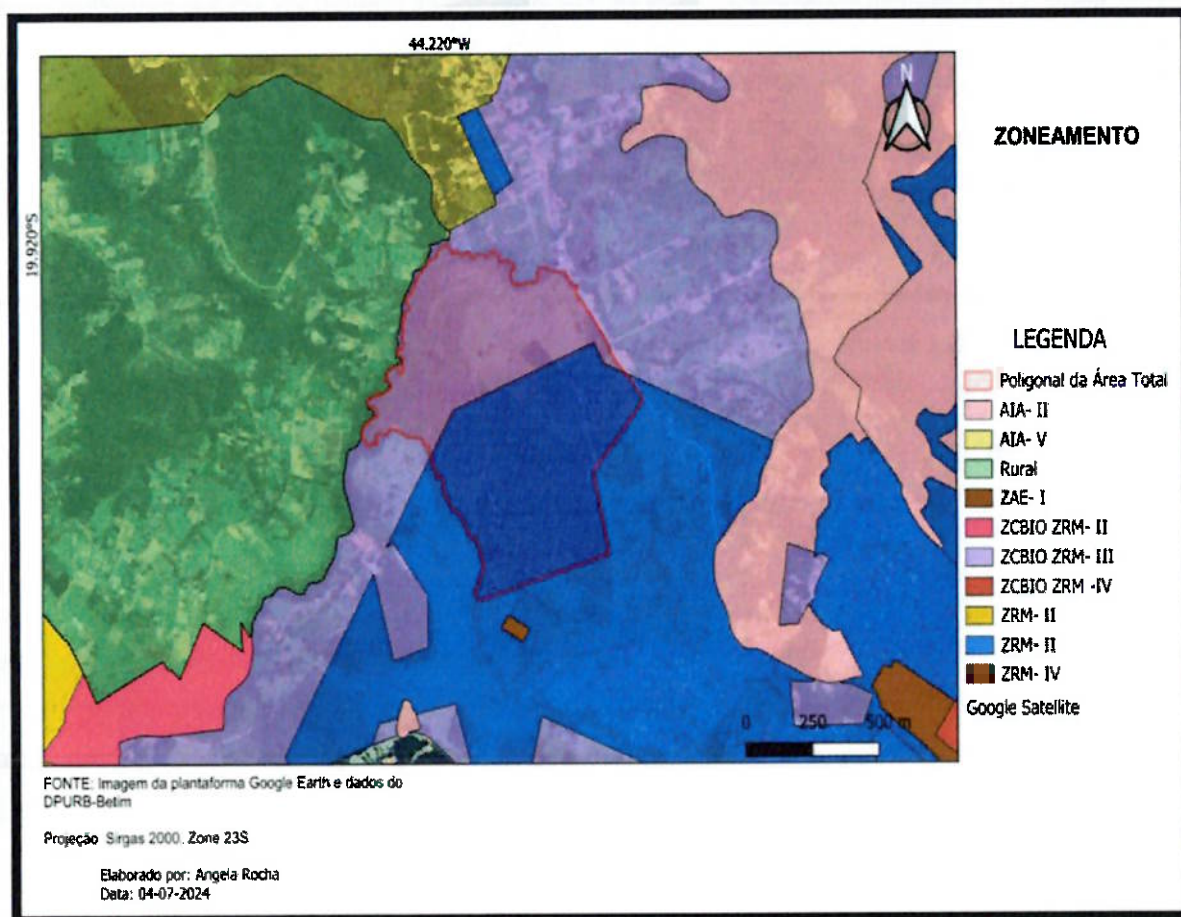 44.220°W
19.920°S
N
ZONEAMENTO
LEGENDA
Poligonal da Área Total
AIA- II
AIA- V
Rural
ZAE- I
ZCBIO ZRM- II
ZCBIO ZRM- III
ZCBIO ZRM -IV
ZRM- II
ZRM- II
ZRM- IV
Google Satellite
0 250 500 m
FONTE: Imagem da plantaforma Google Earth e dados do
DPURB-Betim
Projeção Sirgas 2000. Zone 23S
Elaborado por: Angela Rocha
Data: 04-07-2024